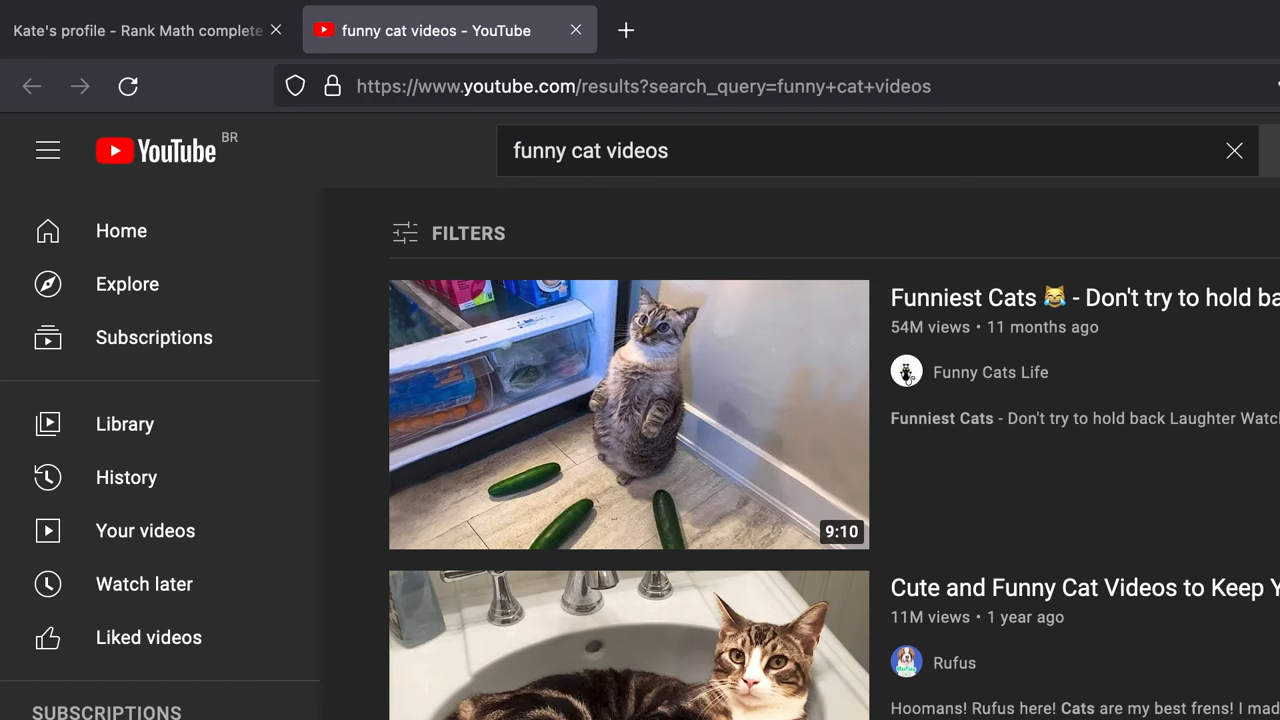 Kate's profile - Rank Math complete
funny cat videos - YouTube
https://www.youtube.com/results?search_query=funny+cat+videos
YouTube BR
funny cat videos
Home
Explore
Subscriptions
Library
History
Your videos
Watch later
Liked videos
SUBSCRIPTIONS
FILTERS
9:10
Funniest Cats 😹 - Don't try to hold ba
54M views • 11 months ago
Funny Cats Life
Funniest Cats - Don't try to hold back Laughter Watc
Cute and Funny Cat Videos to Keep Y
11M views • 1 year ago
Rufus
Hoomans! Rufus here! Cats are my best frens! I mad